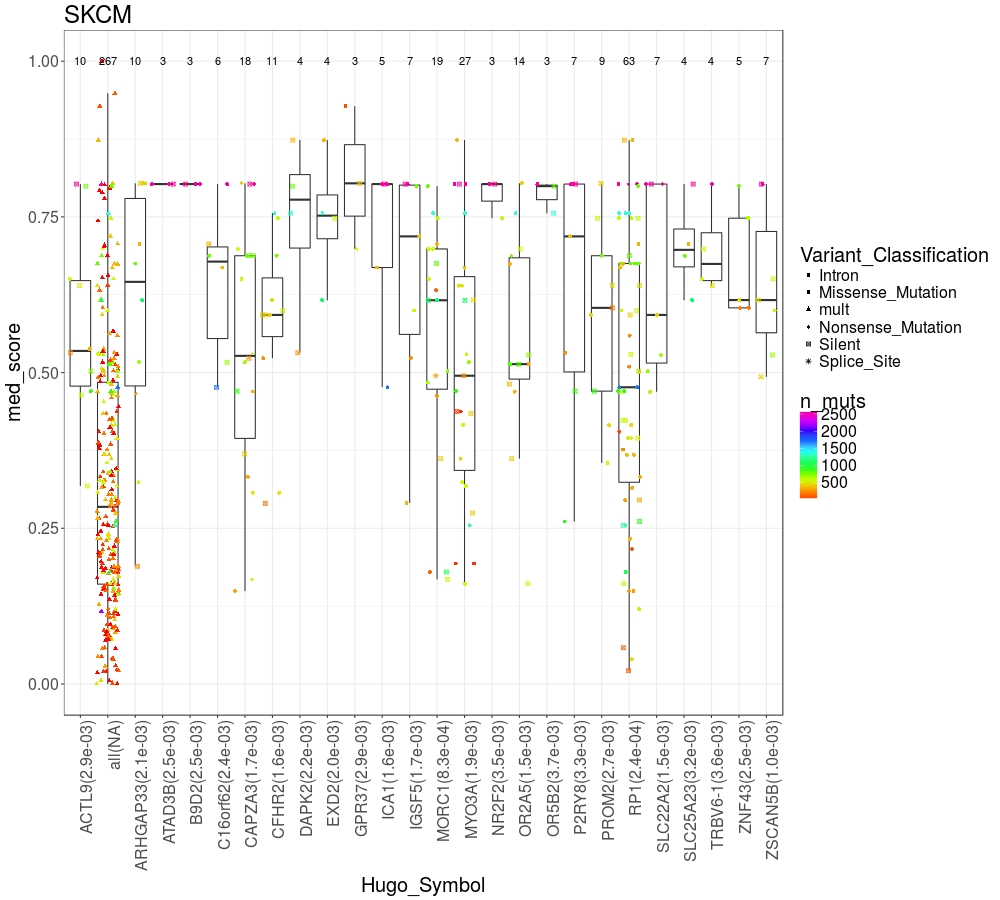 SKCM
1.00
0.75
0.50
0.25
0.00
med_score
10 267 10 3 3 6 18 11 4 4 3 5 7 19 27 3 14 3 7 9 63 7 4 4 5 7
ACTL9(2.9e-03)
all(NA)
ARHGAP33(2.1e-03)
ATAD3B(2.5e-03)
B9D2(2.5e-03)
C16orf62(2.4e-03)
CAPZA3(1.7e-03)
CFHR2(1.6e-03)
DAPK2(2.2e-03)
EXD2(2.0e-03)
GPR37(2.9e-03)
ICA1(1.6e-03)
IGSF5(1.7e-03)
MORC1(8.3e-04)
MYO3A(1.9e-03)
NR2F2(3.5e-03)
OR2A5(1.5e-03)
OR5B2(3.7e-03)
P2RY8(3.3e-03)
PROM2(2.7e-03)
RP1(2.4e-04)
SLC22A2(1.5e-03)
SLC25A23(3.2e-03)
TRBV6-1(3.6e-03)
ZNF43(2.5e-03)
ZSCAN5B(1.0e-03)
Hugo_Symbol
Variant_Classification
Intron
Missense_Mutation
mult
Nonsense_Mutation
Silent
Splice_Site
n_muts
2500
2000
1500
1000
500